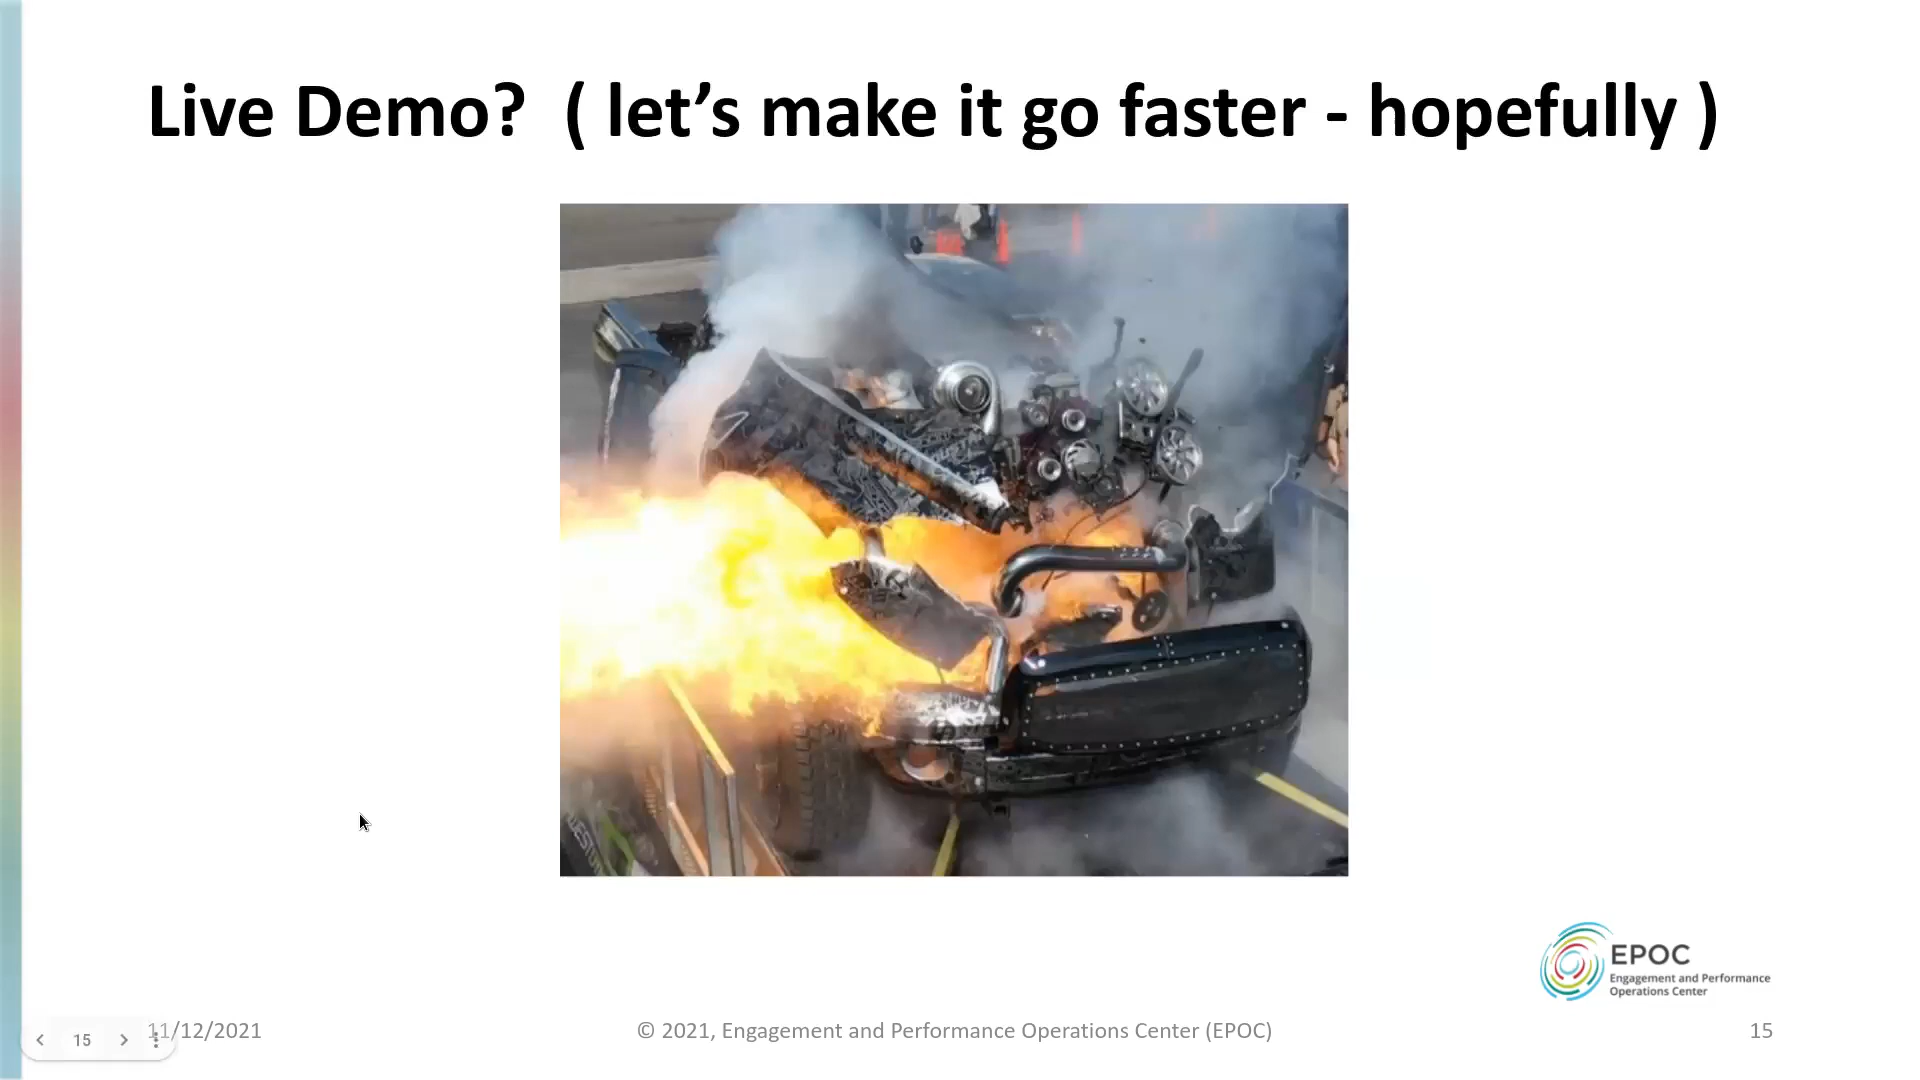 Live Demo?  ( let’s make it go faster - hopefully )
EPOC
Engagement and Performance
Operations Center
15
11/12/2021
© 2021, Engagement and Performance Operations Center (EPOC)
15